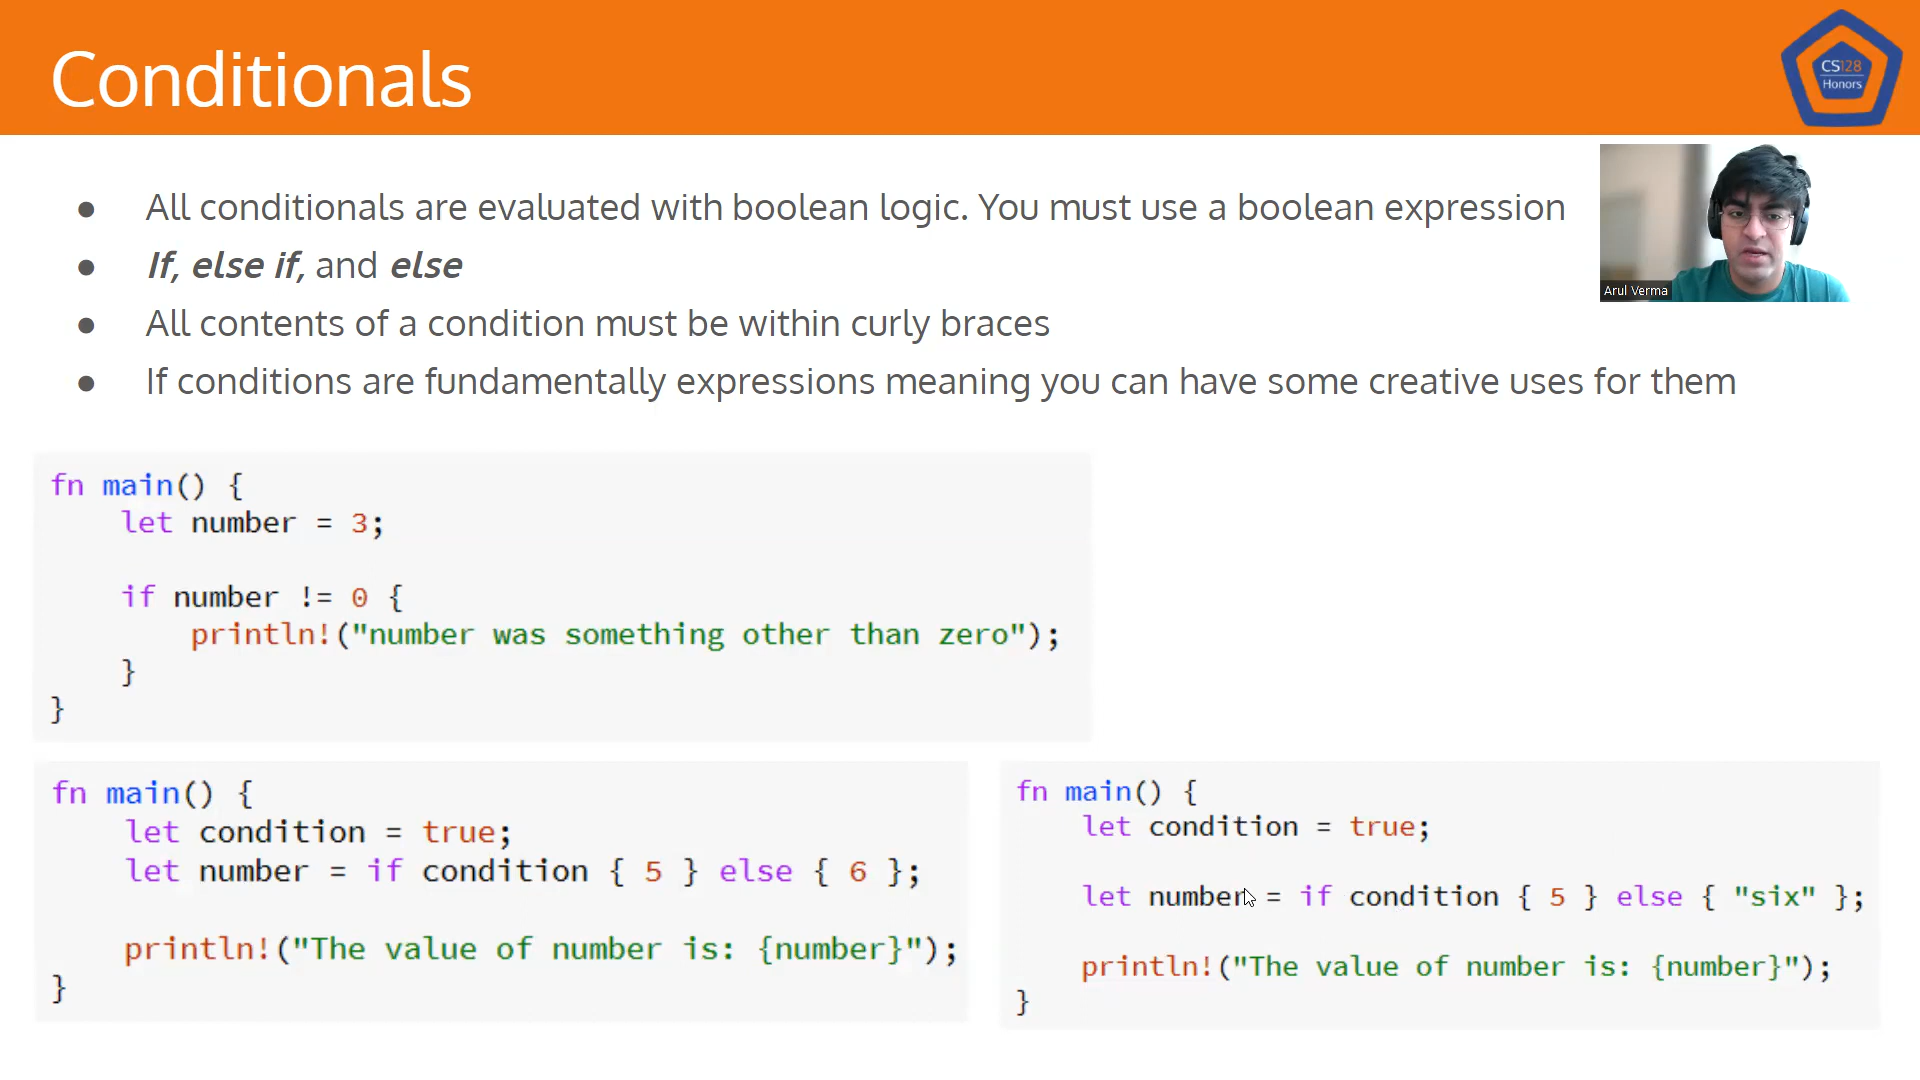 Conditionals
CS128
Honors
● All conditionals are evaluated with boolean logic. You must use a boolean expression
● If, else if, and else
● All contents of a condition must be within curly braces
● If conditions are fundamentally expressions meaning you can have some creative uses for them
Arul Verma
fn main() {
    let number = 3;
    if number != 0 {
        println!("number was something other than zero");
    }
}
fn main() {
    let condition = true;
    let number = if condition { 5 } else { 6 };
    println!("The value of number is: {number}");
}
fn main() {
    let condition = true;
    let number = if condition { 5 } else { "six" };
    println!("The value of number is: {number}");
}